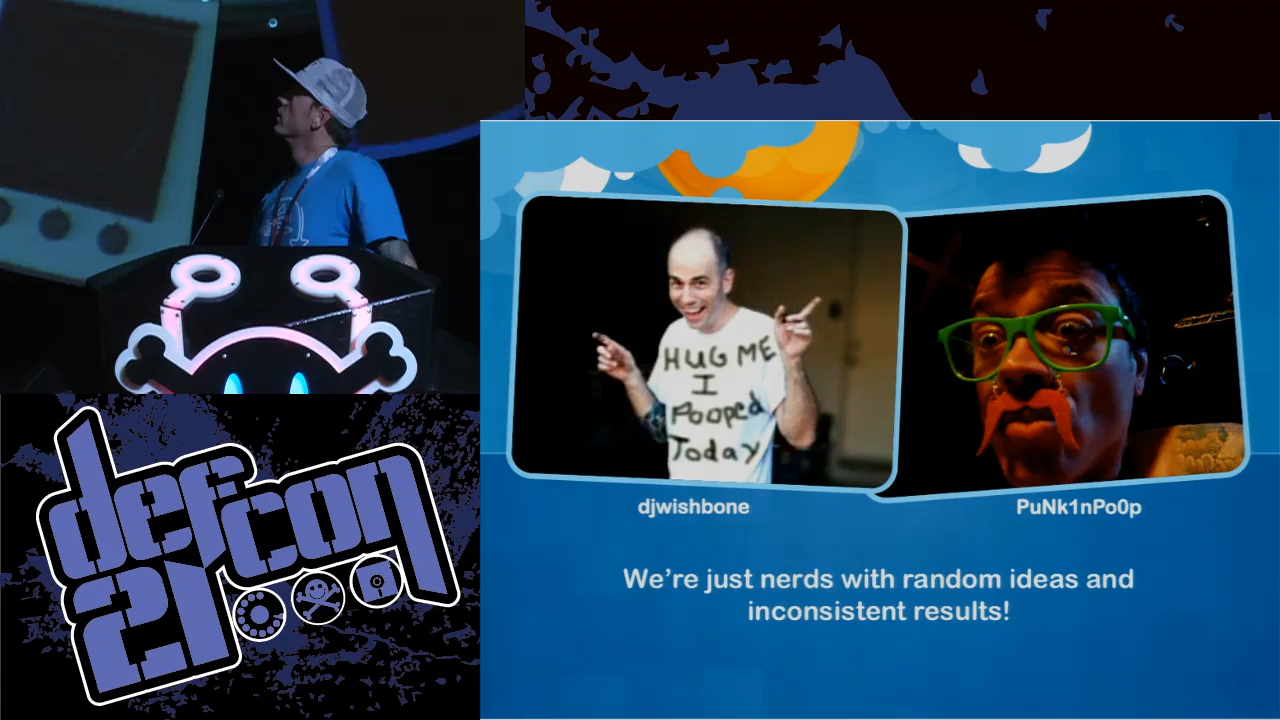 HUG ME
I
Pooped
Today
djwishbone
PuNk1nPo0p
We're just nerds with random ideas and
inconsistent results!
defcon
21